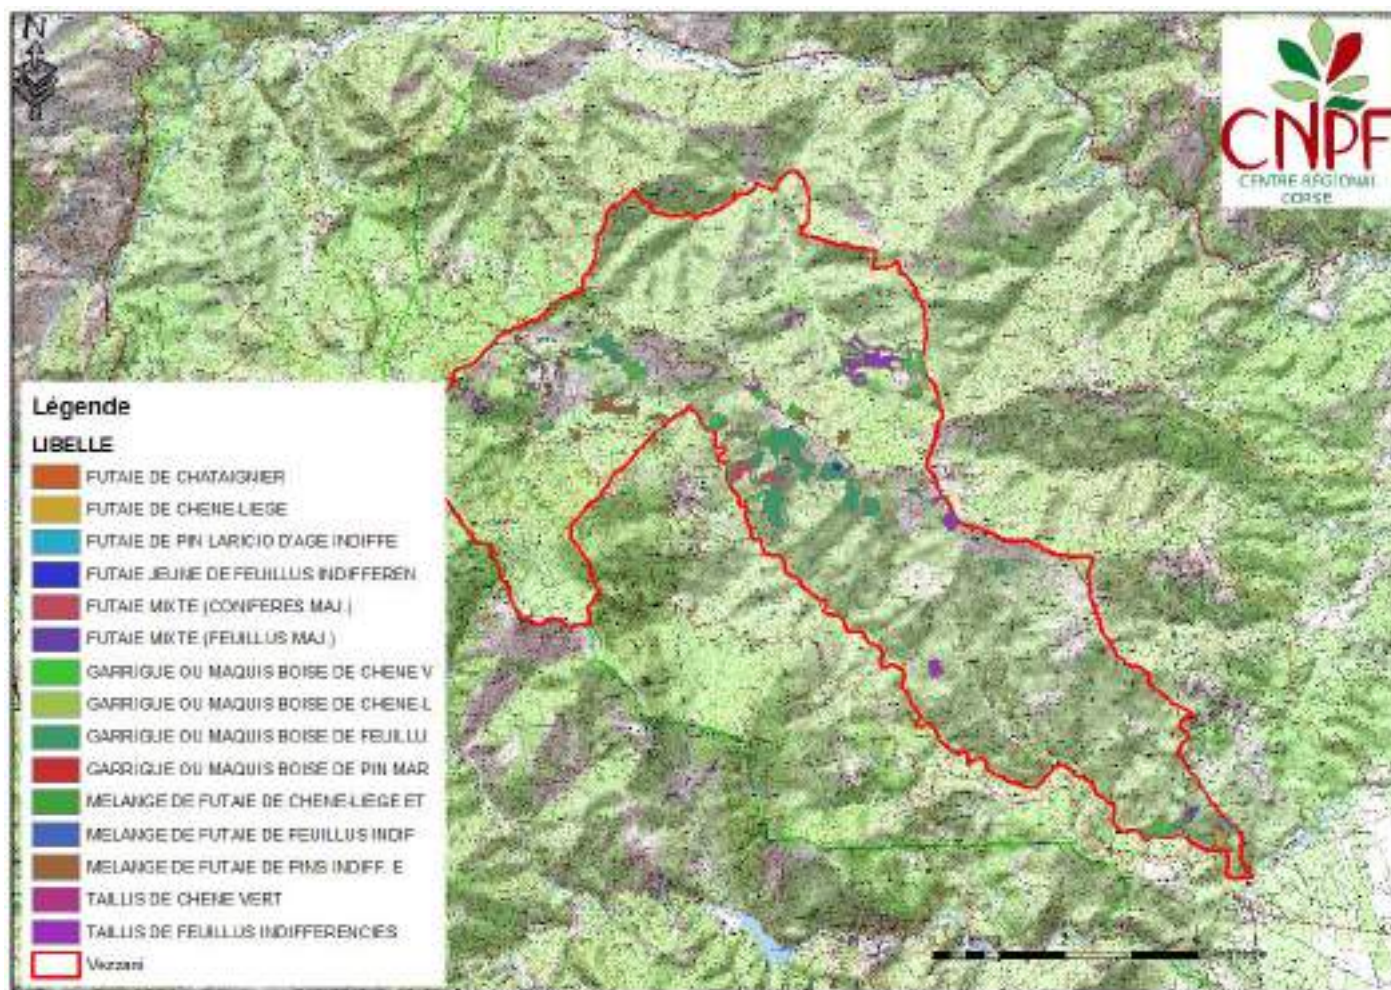 N
CNPF
CENTRE RÉGIONAL
CORSE
Légende
LIBELLE
FUTAIE DE CHATAIGNIER
FUTAIE DE CHENE-LIEGE
FUTAIE DE PIN LARICIO D'AGE INDIFFE
FUTAIE JEUNE DE FEUILLUS INDIFFEREN
FUTAIE MIXTE (CONIFERES MAJ.)
FUTAIE MIXTE (FEUILLUS MAJ.)
GARRIGUE OU MAQUIS BOISE DE CHENE V
GARRIGUE OU MAQUIS BOISE DE CHENE-L
GARRIGUE OU MAQUIS BOISE DE FEUILLU
GARRIGUE OU MAQUIS BOISE DE PIN MAR
MELANGE DE FUTAIE DE CHENE-LIEGE ET
MELANGE DE FUTAIE DE FEUILLUS INDIF
MELANGE DE FUTAIE DE PINS INDIFF. E
TAILLIS DE CHENE VERT
TAILLIS DE FEUILLUS INDIFFERENCIES
Vezzani